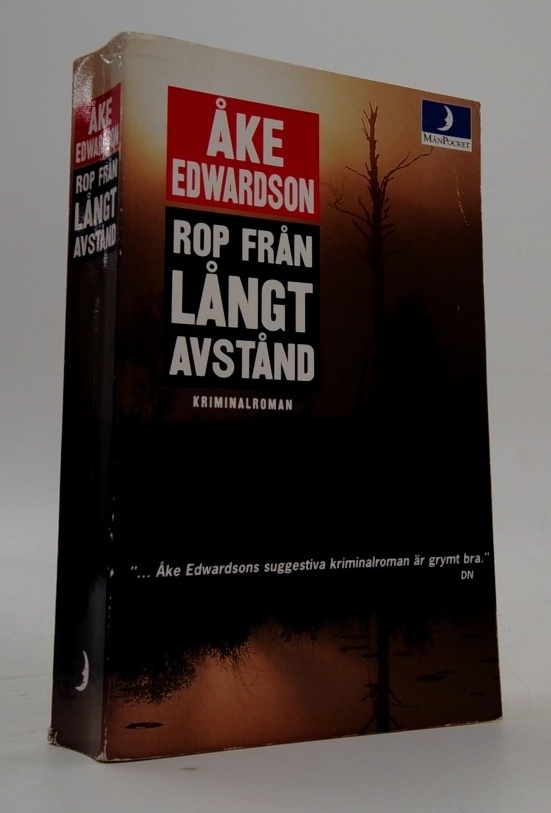 ÅKE
EDWARDSON
ROP FRÅN
LÅNGT
AVSTÅND
ÅKE
EDWARDSON
ROP FRÅN
LÅNGT
AVSTÅND
KRIMINALROMAN
MÅNPOCKET
"... Åke Edwardsons suggestiva kriminalroman är grymt bra."
DN